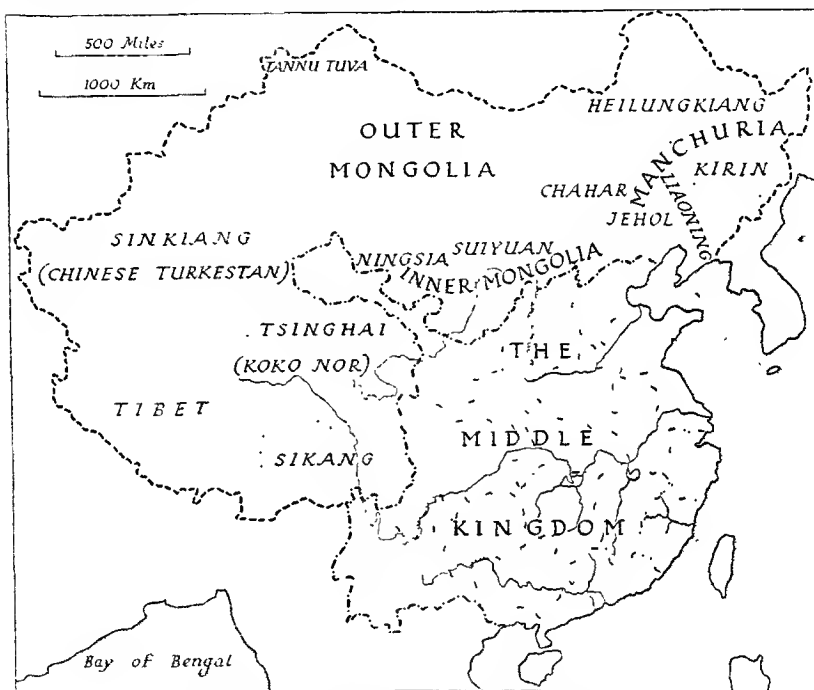 500 Miles
1000 Km
TANNU TUVA
OUTER
MONGOLIA
HEILUNGKIANG
MANCHURIA
KIRIN
LIAONING
CHAHAR
JEHOL
SINKIANG
(CHINESE TURKESTAN)
NINGSIA
SUIYUAN
INNER MONGOLIA
TSINGHAI
(KOKO NOR)
TIBET
SIKANG
THE
MIDDLE
KINGDOM
Bay of Bengal